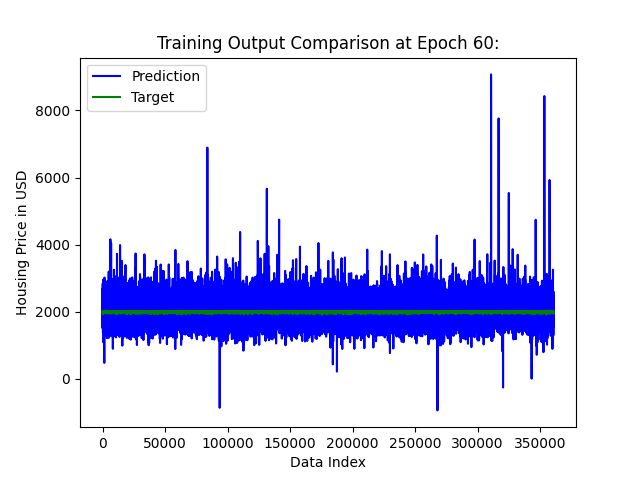 Training Output Comparison at Epoch 60:
Prediction
Target
8000
6000
4000
2000
0
Housing Price in USD
0 50000 100000 150000 200000 250000 300000 350000
Data Index